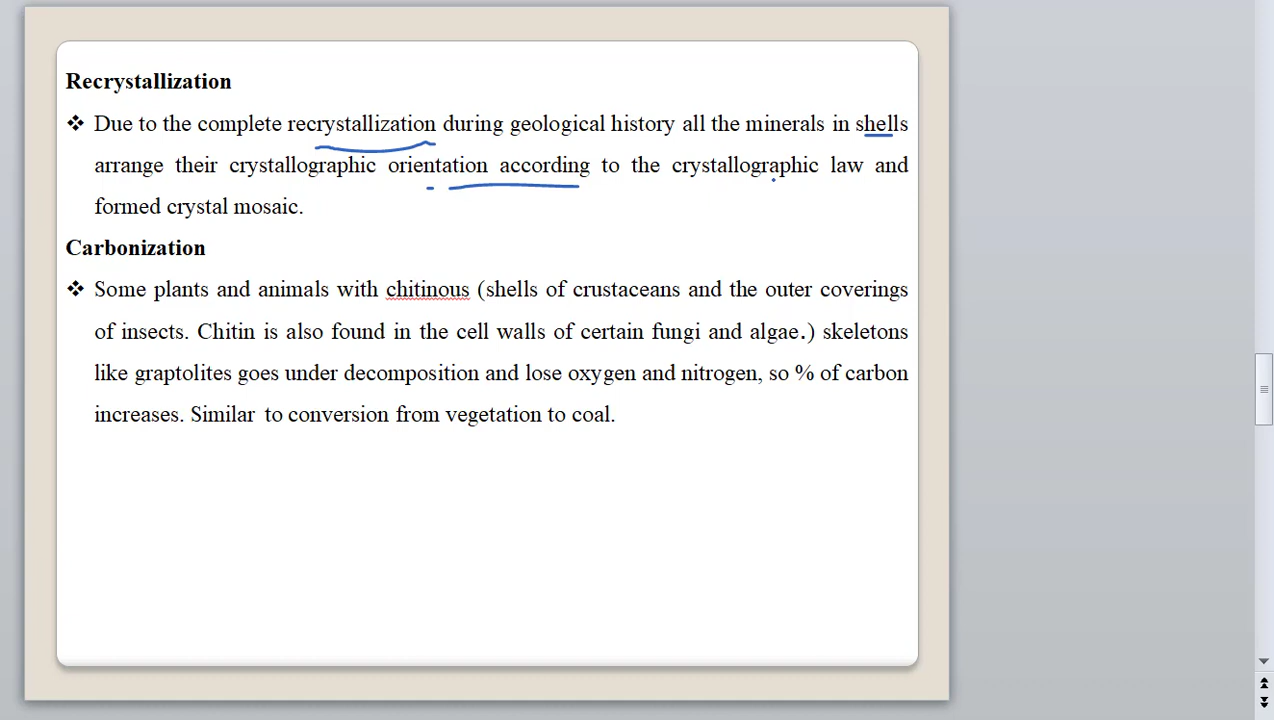 Recrystallization
❖ Due to the complete recrystallization during geological history all the minerals in shells
arrange their crystallographic orientation according to the crystallographic law and
formed crystal mosaic.
Carbonization
❖ Some plants and animals with chitinous (shells of crustaceans and the outer coverings
of insects. Chitin is also found in the cell walls of certain fungi and algae.) skeletons
like graptolites goes under decomposition and lose oxygen and nitrogen, so % of carbon
increases. Similar to conversion from vegetation to coal.